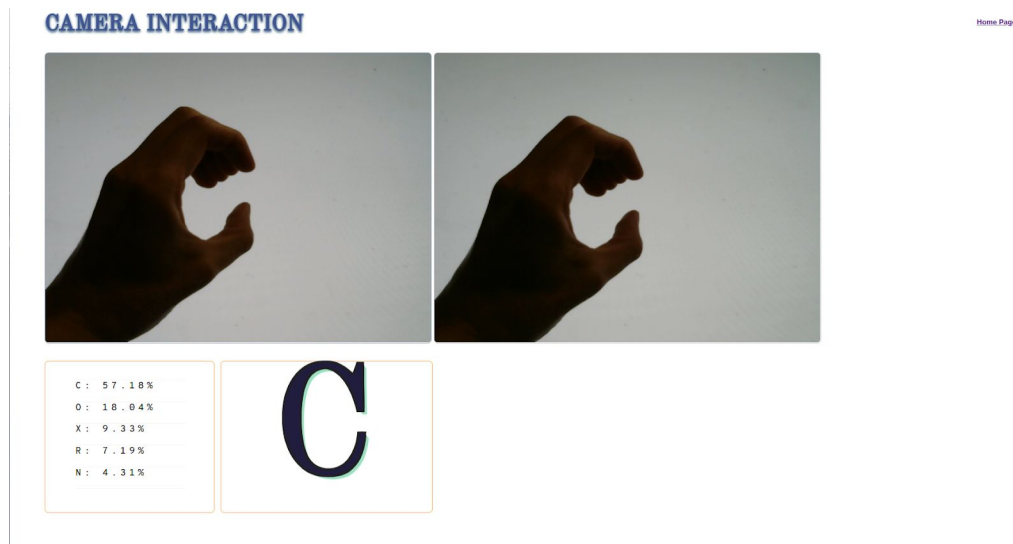 CAMERA INTERACTION
Home Pag
C: 57.18%
O: 18.04%
X: 9.33%
R: 7.19%
N: 4.31%
C